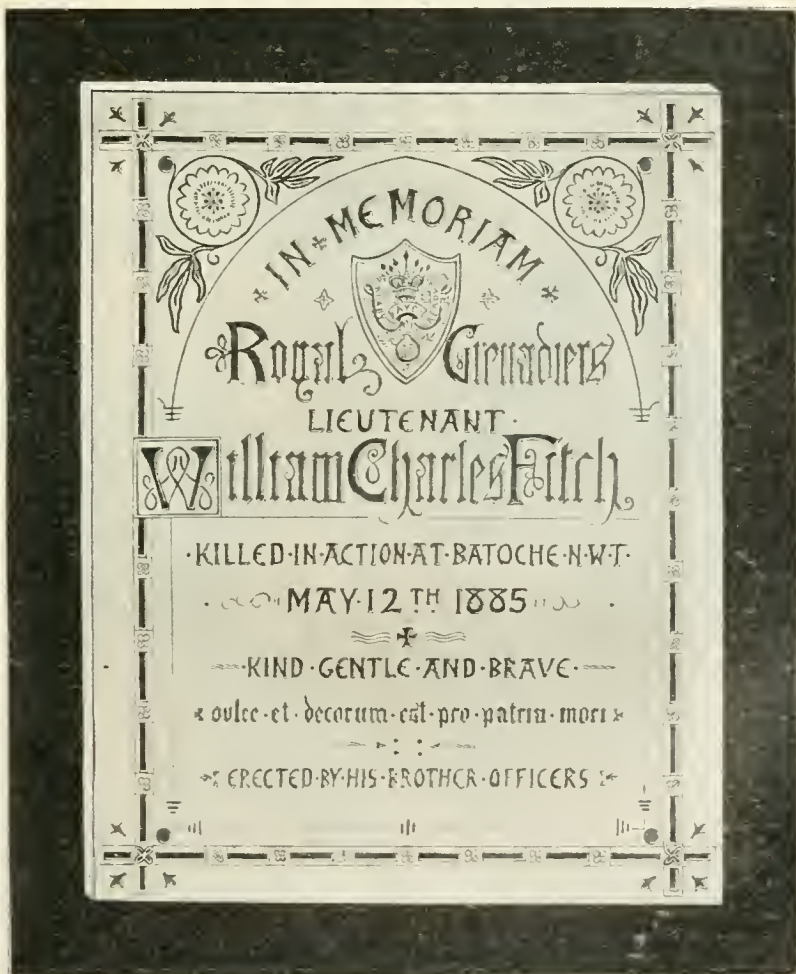 IN MEMORIAM
Royal Grenadiers
LIEUTENANT
William Charles Fitch
·KILLED·IN·ACTION·AT·BATOCHE·N·W·T·
MAY·12TH 1885
·KIND·GENTLE·AND·BRAVE·
dulce·et·decorum·est·pro·patria·mori
ERECTED·BY·HIS·BROTHER·OFFICERS